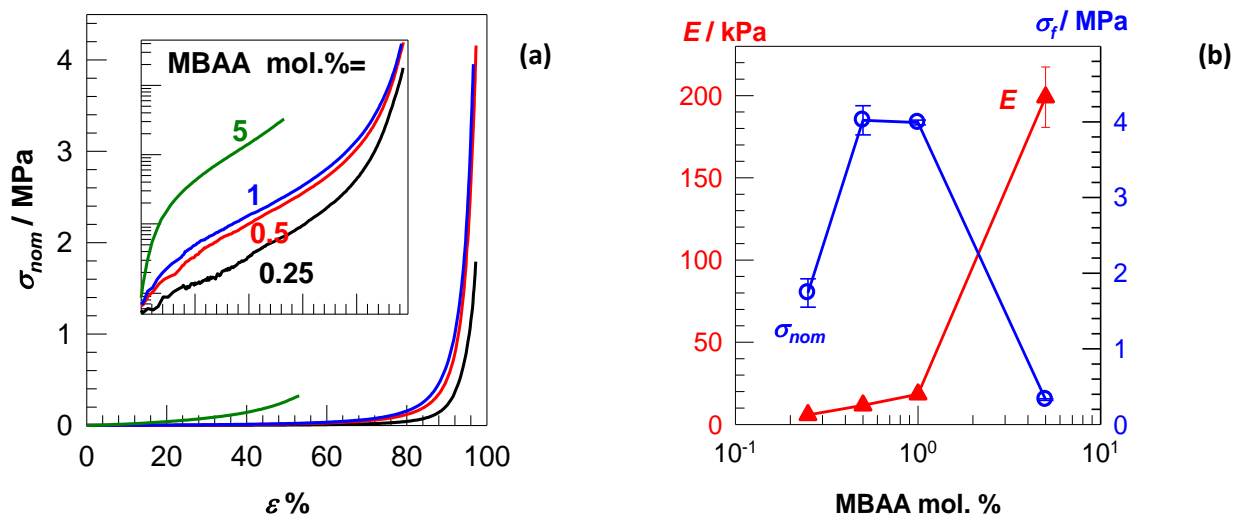 (a)
σnom / MPa
4
3
2
1
0
MBAA mol.%=
5
1
0.5
0.25
0 20 40 60 80 100
ε %
(b)
E / kPa
σf / MPa
200
150
100
50
0
5
4
3
2
1
0
E
σnom
10-1 100 101
MBAA mol. %